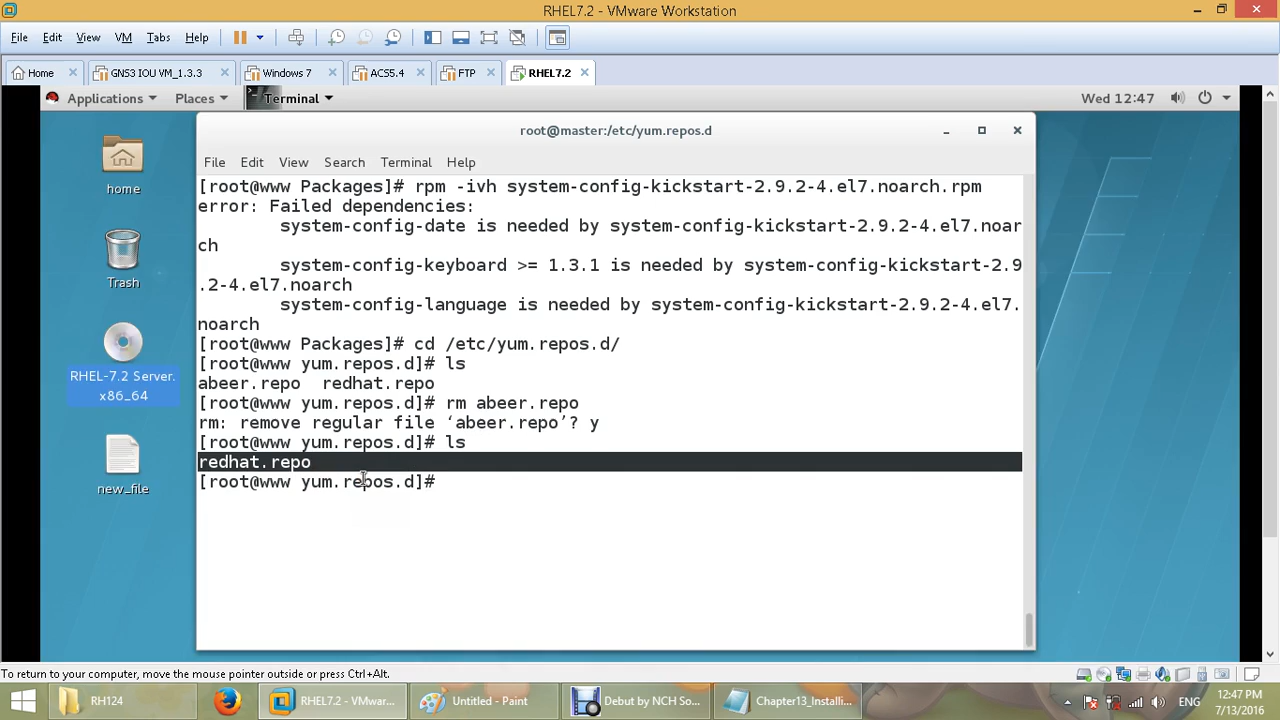 RHEL7.2 - VMware Workstation
File Edit View VM Tabs Help
Home GNS3 IOU VM_1.3.3 Windows 7 ACS5.4 FTP RHEL7.2
Applications Places Terminal Wed 12:47
root@master:/etc/yum.repos.d
File Edit View Search Terminal Help
home
Trash
RHEL-7.2 Server.
x86_64
new_file
[root@www Packages]# rpm -ivh system-config-kickstart-2.9.2-4.el7.noarch.rpm
error: Failed dependencies:
system-config-date is needed by system-config-kickstart-2.9.2-4.el7.noar
ch
system-config-keyboard >= 1.3.1 is needed by system-config-kickstart-2.9
.2-4.el7.noarch
system-config-language is needed by system-config-kickstart-2.9.2-4.el7.
noarch
[root@www Packages]# cd /etc/yum.repos.d/
[root@www yum.repos.d]# ls
abeer.repo redhat.repo
[root@www yum.repos.d]# rm abeer.repo
rm: remove regular file ‘abeer.repo’? y
[root@www yum.repos.d]# ls
redhat.repo
[root@www yum.repos.d]#
To return to your computer, move the mouse pointer outside or press Ctrl+Alt.
RH124 RHEL7.2 - VMwar... Untitled - Paint Debut by NCH So... Chapter13_Installi... ENG 12:47 PM
7/13/2016